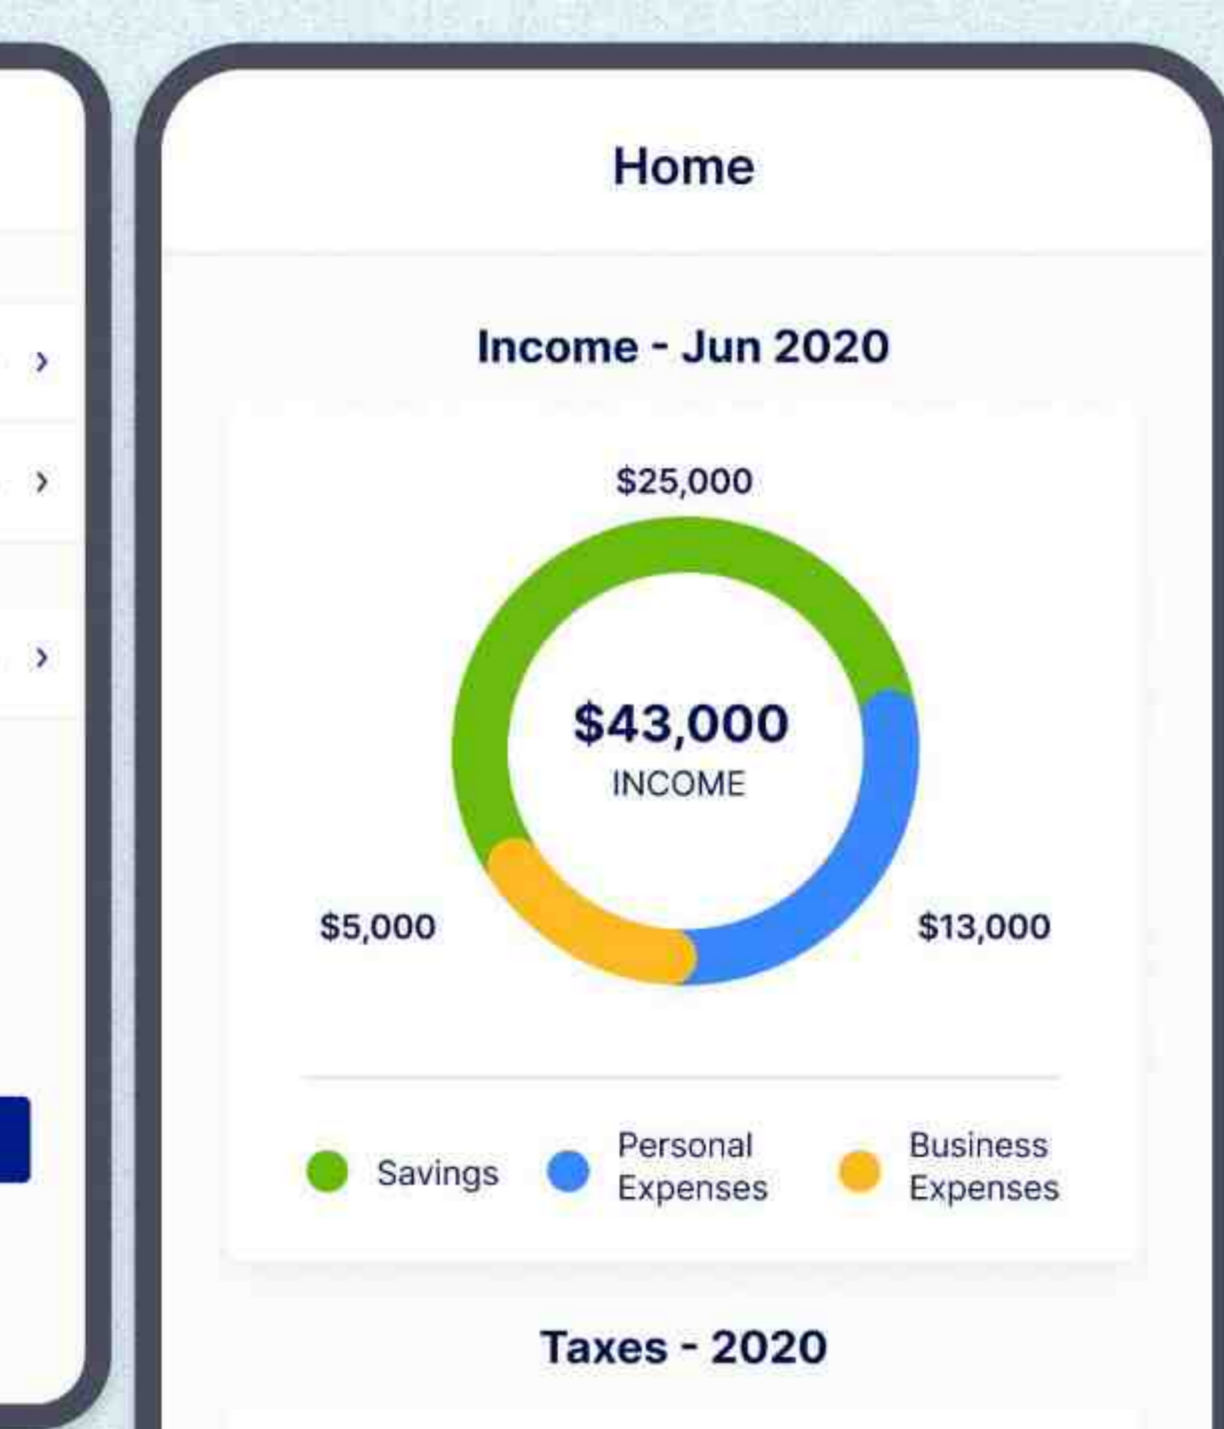 Home
Income - Jun 2020
$25,000
$43,000
INCOME
$5,000
$13,000
Savings
Personal
Expenses
Business
Expenses
Taxes - 2020